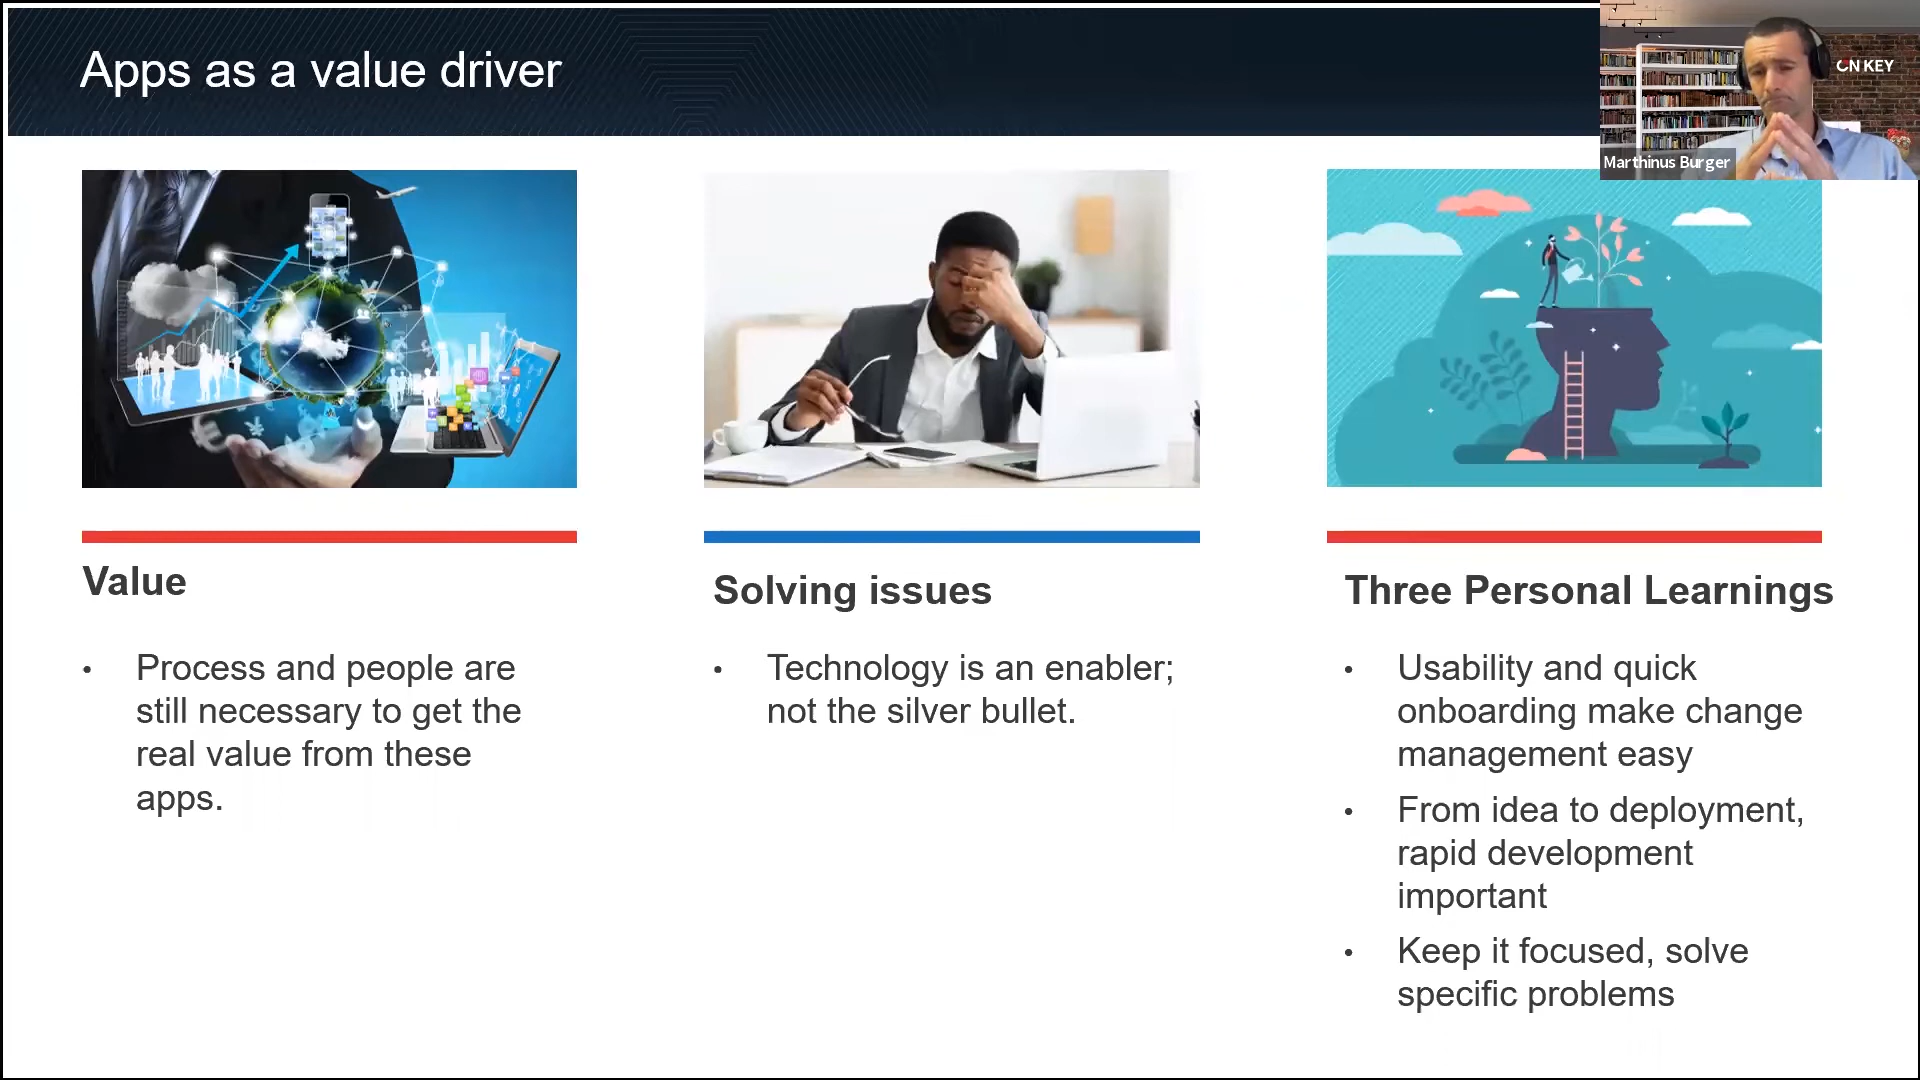 Apps as a value driver
ON KEY
Marthinus Burger
Value
• Process and people are
still necessary to get the
real value from these
apps.
Solving issues
• Technology is an enabler;
not the silver bullet.
Three Personal Learnings
• Usability and quick
onboarding make change
management easy
• From idea to deployment,
rapid development
important
• Keep it focused, solve
specific problems